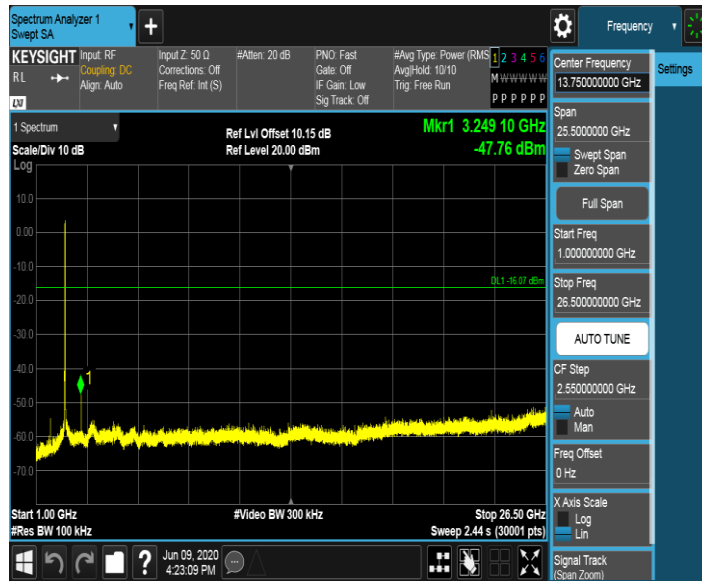 Spectrum Analyzer 1
Swept SA
+
Frequency
KEYSIGHT
RL
LXI
Input: RF
Coupling: DC
Align: Auto
Input Z: 50 Ω
Corrections: Off
Freq Ref: Int (S)
#Atten: 20 dB
PNO: Fast
Gate: Off
IF Gain: Low
Sig Track: Off
#Avg Type: Power (RMS
Avg|Hold: 10/10
Trig: Free Run
1 2 3 4 5 6
M W W W W W
P P P P P P
1 Spectrum
Scale/Div 10 dB
Ref Lvl Offset 10.15 dB
Ref Level 20.00 dBm
Mkr1 3.249 10 GHz
-47.76 dBm
Log
10.0
0.00
-10.0
DL1 -16.07 dBm
-20.0
-30.0
-40.0
1
-50.0
-60.0
-70.0
Start 1.00 GHz
#Video BW 300 kHz
Stop 26.50 GHz
#Res BW 100 kHz
Sweep 2.44 s (30001 pts)
?
Jun 09, 2020
4:23:09 PM
Center Frequency
13.750000000 GHz
Settings
Span
25.5000000 GHz
Swept Span
Zero Span
Full Span
Start Freq
1.000000000 GHz
Stop Freq
26.500000000 GHz
AUTO TUNE
CF Step
2.550000000 GHz
Auto
Man
Freq Offset
0 Hz
X Axis Scale
Log
Lin
Signal Track
(Span Zoom)